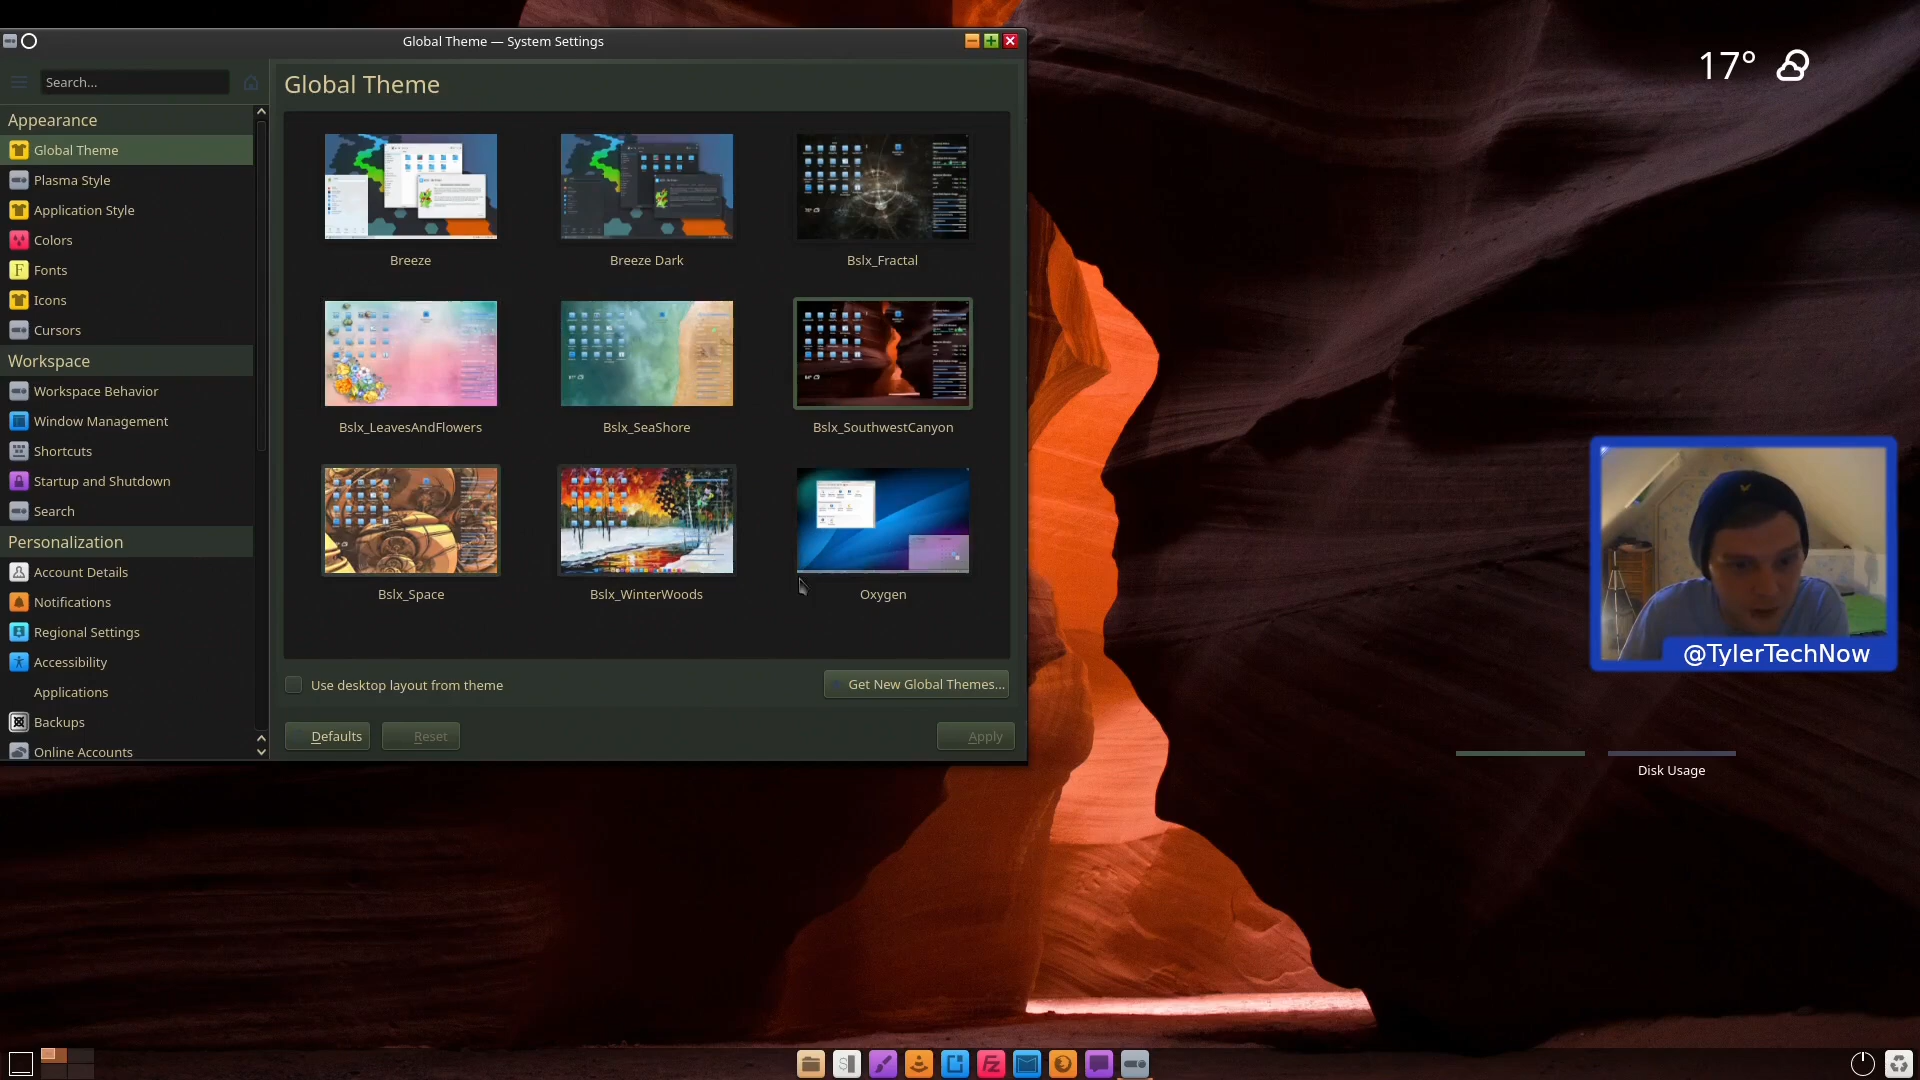 Global Theme — System Settings
17°
Search...
Global Theme
Appearance
Global Theme
Plasma Style
Application Style
Colors
Fonts
Icons
Cursors
Workspace
Workspace Behavior
Window Management
Shortcuts
Startup and Shutdown
Search
Personalization
Account Details
Notifications
Regional Settings
Accessibility
Applications
Backups
Online Accounts
Breeze
Breeze Dark
Bslx_Fractal
Bslx_LeavesAndFlowers
Bslx_SeaShore
Bslx_SouthwestCanyon
Bslx_Space
Bslx_WinterWoods
Oxygen
Use desktop layout from theme
Get New Global Themes...
Defaults
Reset
Apply
@TylerTechNow
Disk Usage